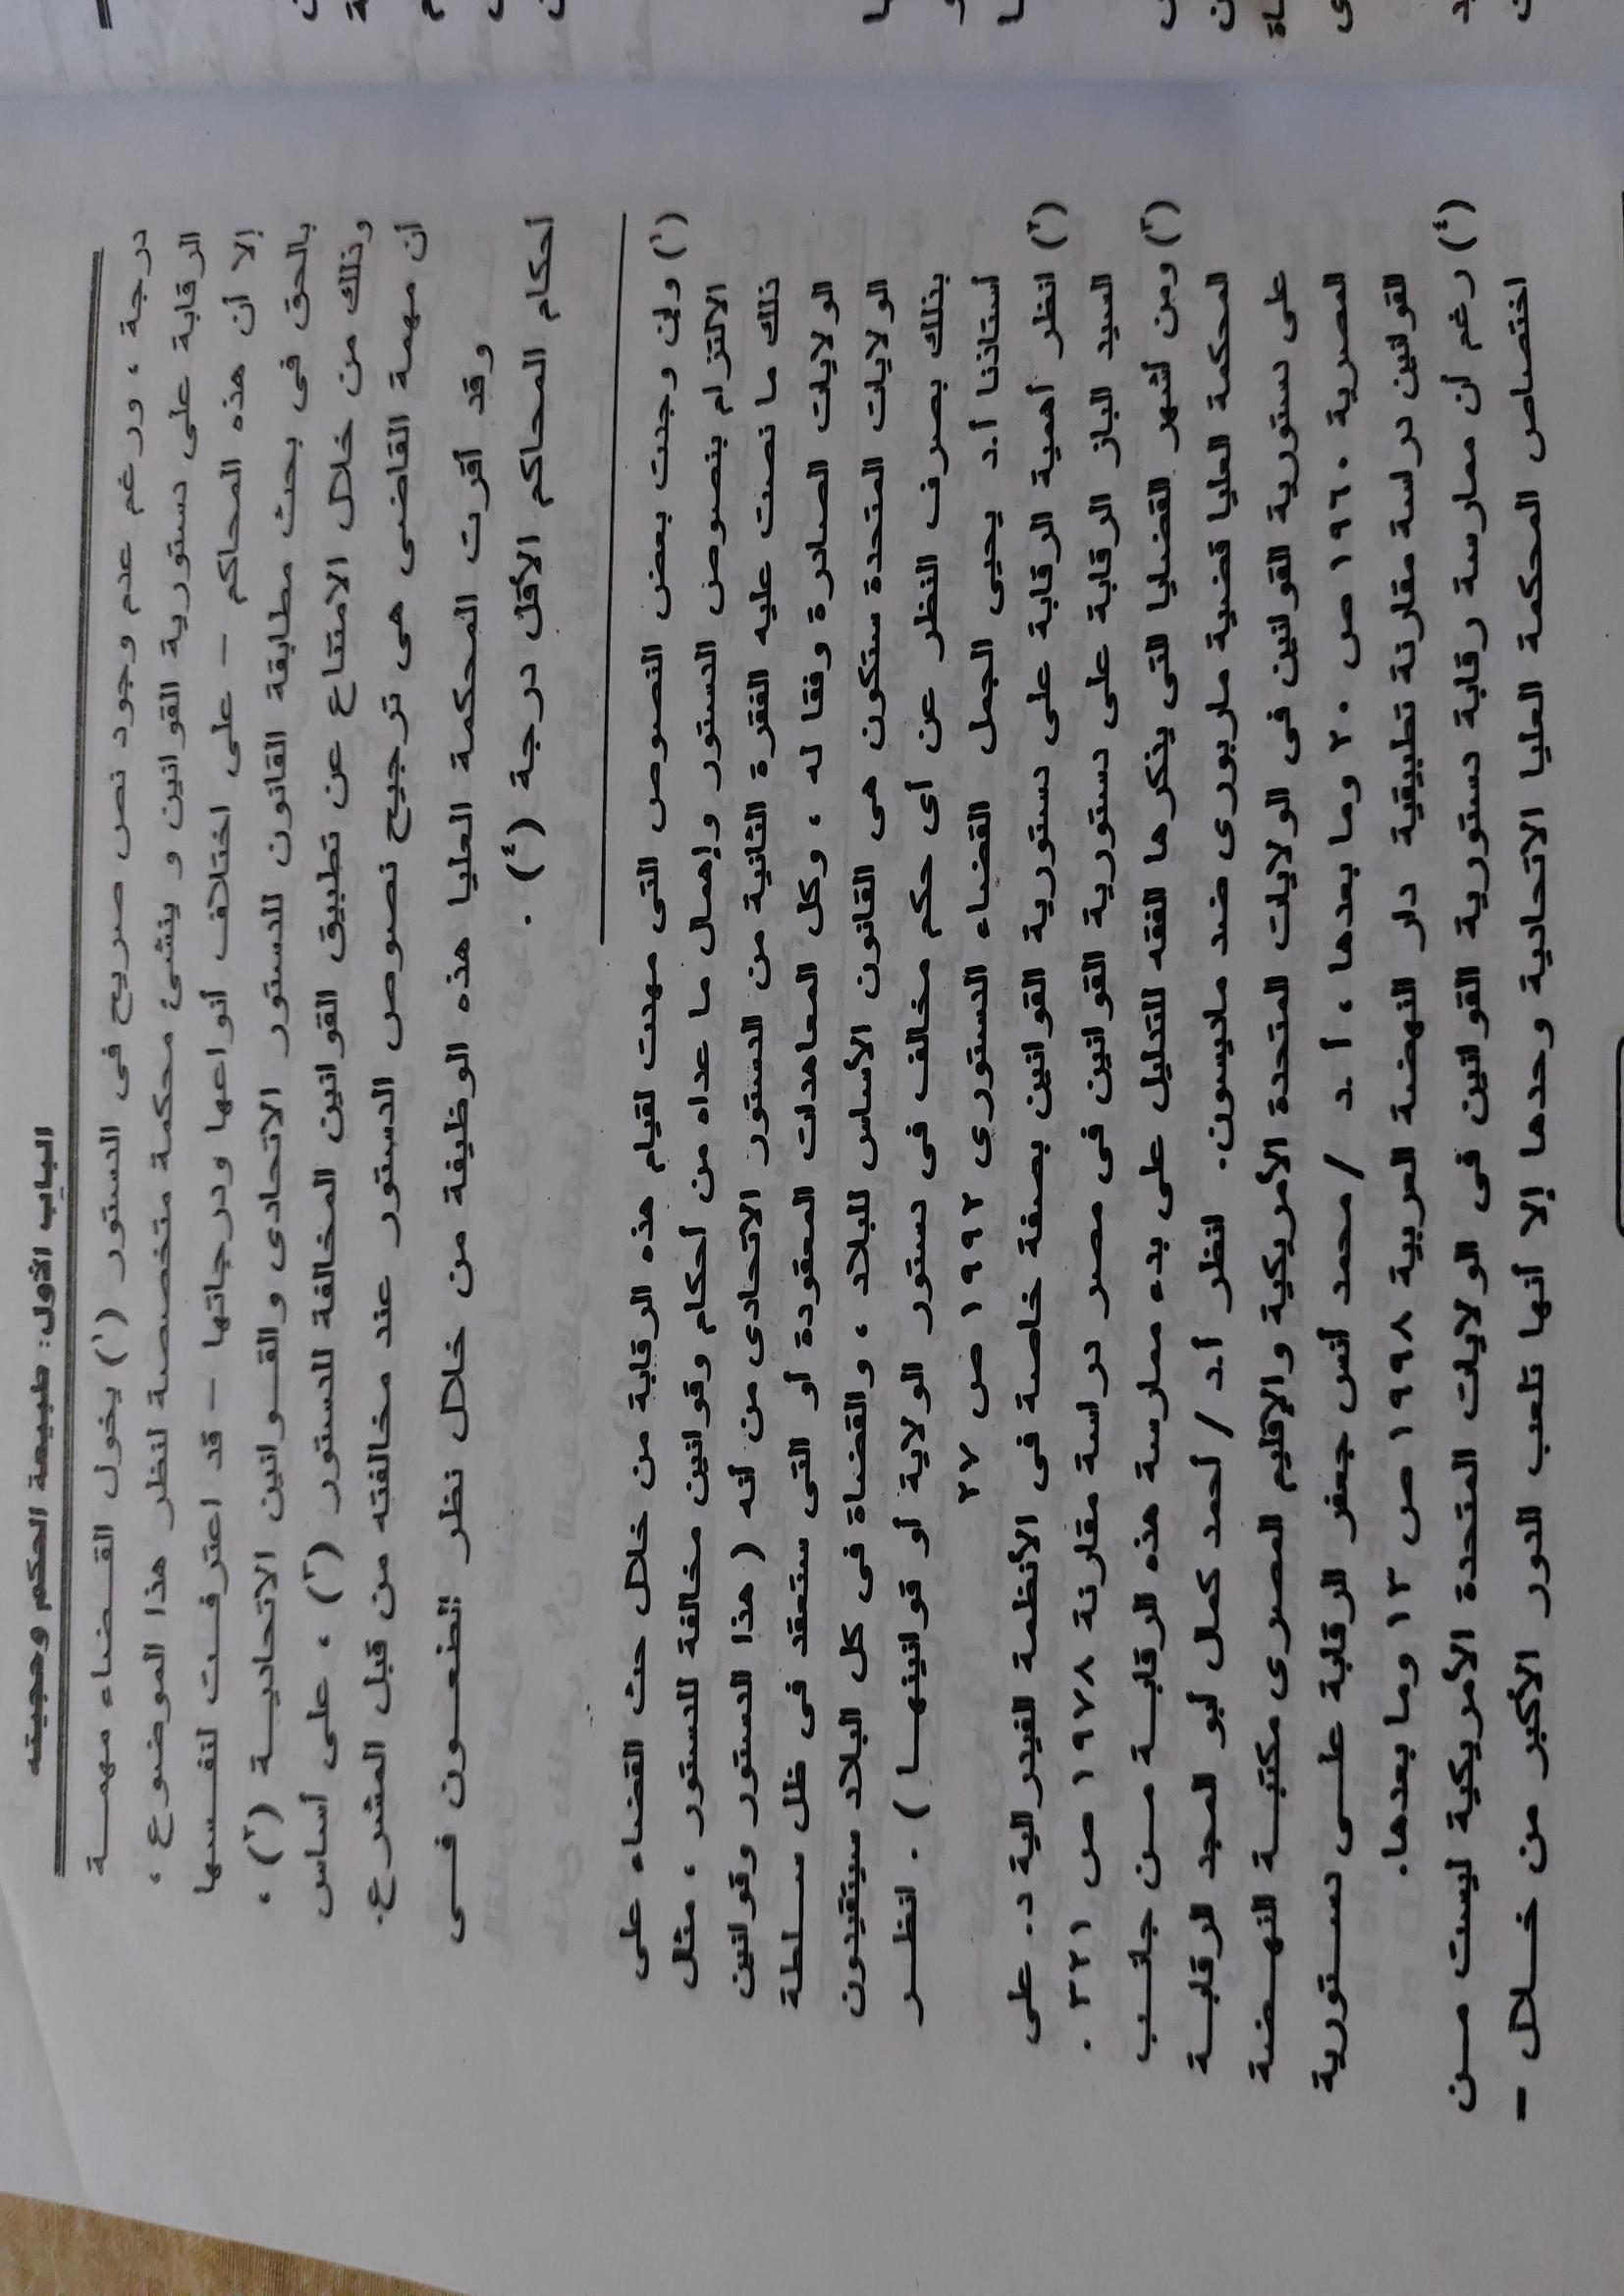 الباب الأول: طبيعة الحكم وحجيته
درجة ، ورغم عدم وجود نص صريح فى الدستور (١) يخول القضاء مهمة
الرقابة على دستورية القوانين و ينشئ محكمة متخصصة لنظر هذا الموضوع ،
إلا أن هذه المحاكم – على اختلاف أنواعها ودرجاتها – قد اعترفت لنفسها
بالحق فى بحث مطابقة القانون للدستور الاتحادى والقوانين الاتحادية (٢) ،
وذلك من خلال الامتناع عن تطبيق القوانين المخالفة للدستور (٣) ، على أساس
أن مهمة القاضى هى ترجيح نصوص الدستور عند مخالفته من قبل المشرع.
وقد أقرت المحكمة العليا هذه الوظيفة من خلال نظر الطعون فى
أحكام المحاكم الأقل درجة (٤) .
(١) وإن وجدت بعض النصوص التى مهدت لقيام هذه الرقابة من خلال حث القضاء على
الالتزام بنصوص الدستور وإهمال ما عداه من أحكام وقوانين مخالفة للدستور ، مثل
ذلك ما نصت عليه الفقرة الثانية من الدستور الاتحادى من أنه ( هذا الدستور وقوانين
الولايات الصادرة وفقا له ، وكل المعاهدات المعقودة أو التى ستعقد فى ظل سلطة
الولايات المتحدة ستكون هى القانون الأساس للبلاد ، والقضاة فى كل البلاد سيتقيدون
بذلك بصرف النظر عن أى حكم مخالف فى دستور الولاية أو قوانينها ) . انظر
أستاذنا أ.د يحيى الجمل القضاء الدستورى ١٩٩٢ ص ٢٧
(٢) انظر أهمية الرقابة على دستورية القوانين بصفة خاصة فى الأنظمة الفيدرالية د. على
السيد الباز الرقابة على دستورية القوانين فى مصر دراسة مقارنة ١٩٧٨ ص ٢٢١ .
(٣) ومن أشهر القضايا التى يذكرها الفقه للتدليل على بدء ممارسة هذه الرقابة من جانب
المحكمة العليا قضية ماربورى ضد ماديسون. انظر أ.د / أحمد كمال أبو المجد الرقابة
على دستورية القوانين فى الولايات المتحدة الأمريكية والإقليم المصرى مكتبة النهضة
المصرية ١٩٦٠ ص ٢٠ وما بعدها ، أ.د / محمد أنس جعفر الرقابة على دستورية
القوانين دراسة مقارنة تطبيقية دار النهضة العربية ١٩٩٨ ص ١٣ وما بعدها.
(٤) رغم أن ممارسة رقابة دستورية القوانين فى الولايات المتحدة الأمريكية ليست من
اختصاص المحكمة العليا الاتحادية وحدها إلا أنها تلعب الدور الأكبر من خلال –